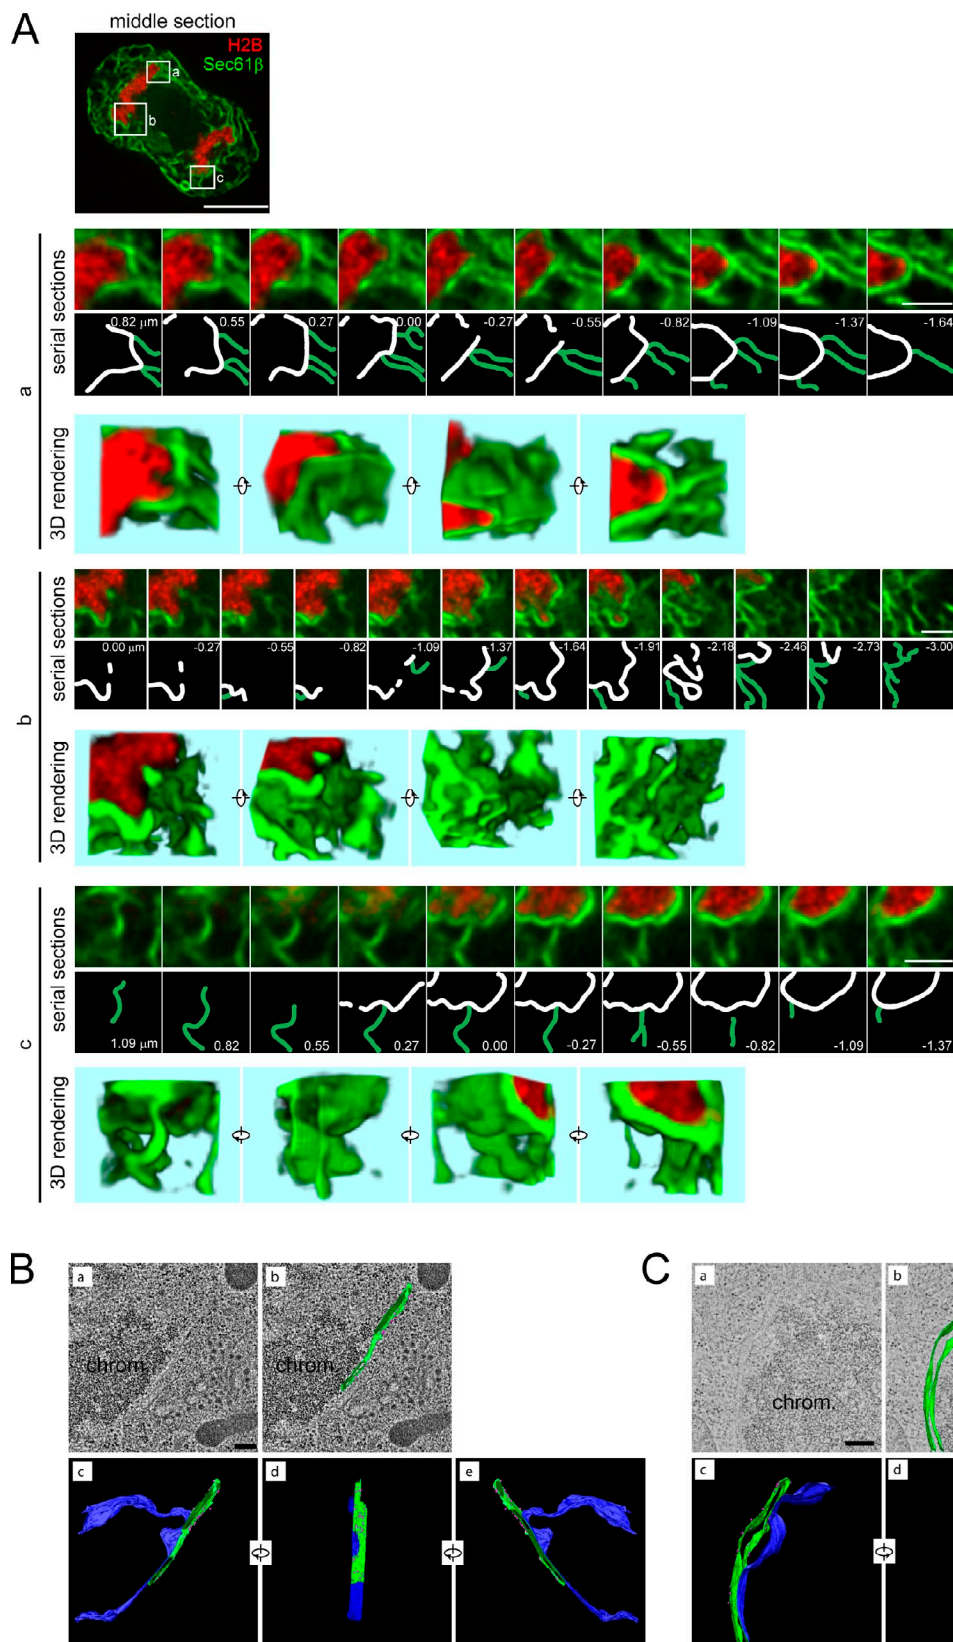 A
middle section
H2B
Sec61β
a
b
c
a
serial sections
0.82 μm
0.55
0.27
0.00
-0.27
-0.55
-0.82
-1.09
-1.37
-1.64
3D rendering
b
serial sections
0.00 μm
-0.27
-0.55
-0.82
-1.09
1.37
-1.64
-1.91
-2.18
-2.46
-2.73
-3.00
3D rendering
c
serial sections
1.09 μm
0.82
0.55
0.27
0.00
-0.27
-0.55
-0.82
-1.09
-1.37
3D rendering
B
a
chrom.
b
chrom.
c
d
e
C
a
chrom.
b
c
d